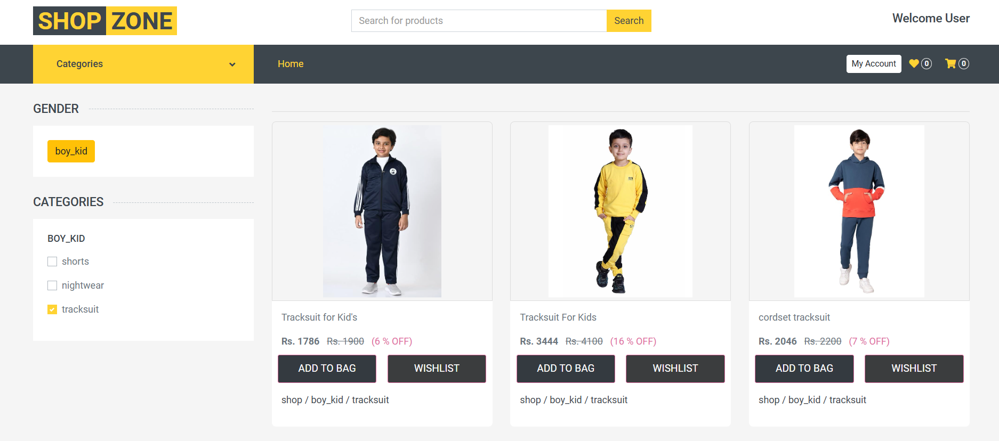 SHOP ZONE
Search for products
Search
Welcome User
Categories
Home
My Account
0
0
GENDER
boy_kid
CATEGORIES
BOY_KID
shorts
nightwear
tracksuit
Tracksuit for Kid's
Rs. 1786 Rs. 1900 (6 % OFF)
ADD TO BAG
WISHLIST
shop / boy_kid / tracksuit
Tracksuit For Kids
Rs. 3444 Rs. 4100 (16 % OFF)
ADD TO BAG
WISHLIST
shop / boy_kid / tracksuit
cordset tracksuit
Rs. 2046 Rs. 2200 (7 % OFF)
ADD TO BAG
WISHLIST
shop / boy_kid / tracksuit